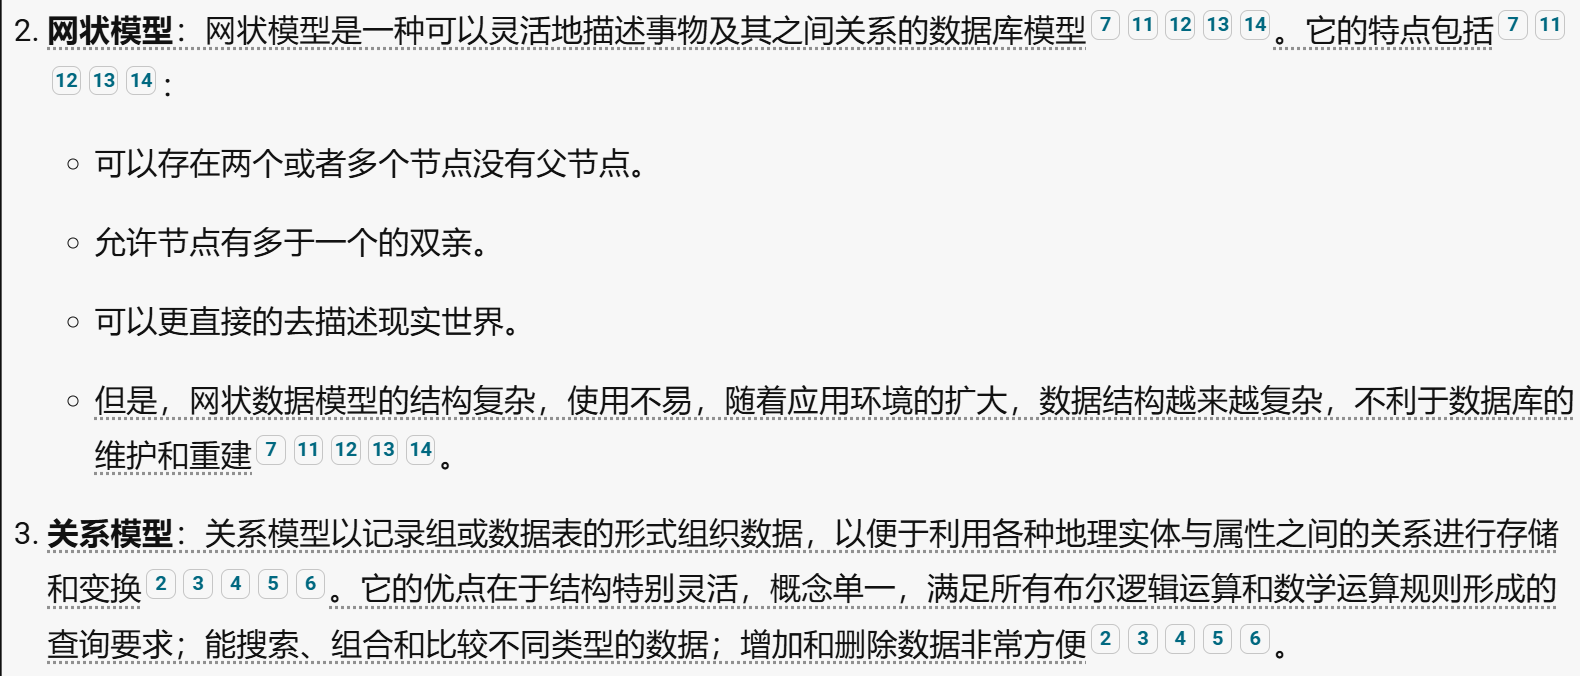 2. 网状模型：网状模型是一种可以灵活地描述事物及其之间关系的数据库模型 7 11 12 13 14 。它的特点包括 7 11
12 13 14 ：
可以存在两个或者多个节点没有父节点。
允许节点有多于一个的双亲。
可以更直接的去描述现实世界。
但是，网状数据模型的结构复杂，使用不易，随着应用环境的扩大，数据结构越来越复杂，不利于数据库的
维护和重建 7 11 12 13 14 。
3. 关系模型：关系模型以记录组或数据表的形式组织数据，以便于利用各种地理实体与属性之间的关系进行存储
和变换 2 3 4 5 6 。它的优点在于结构特别灵活，概念单一，满足所有布尔逻辑运算和数学运算规则形成的
查询要求；能搜索、组合和比较不同类型的数据；增加和删除数据非常方便 2 3 4 5 6 。